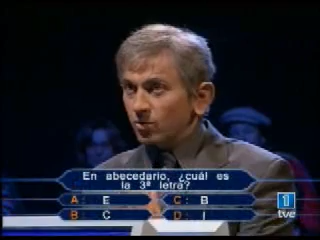 En abecedario, ¿cuál es
la 3ª letra?
A: E
C: B
B: C
D: I
1
tve